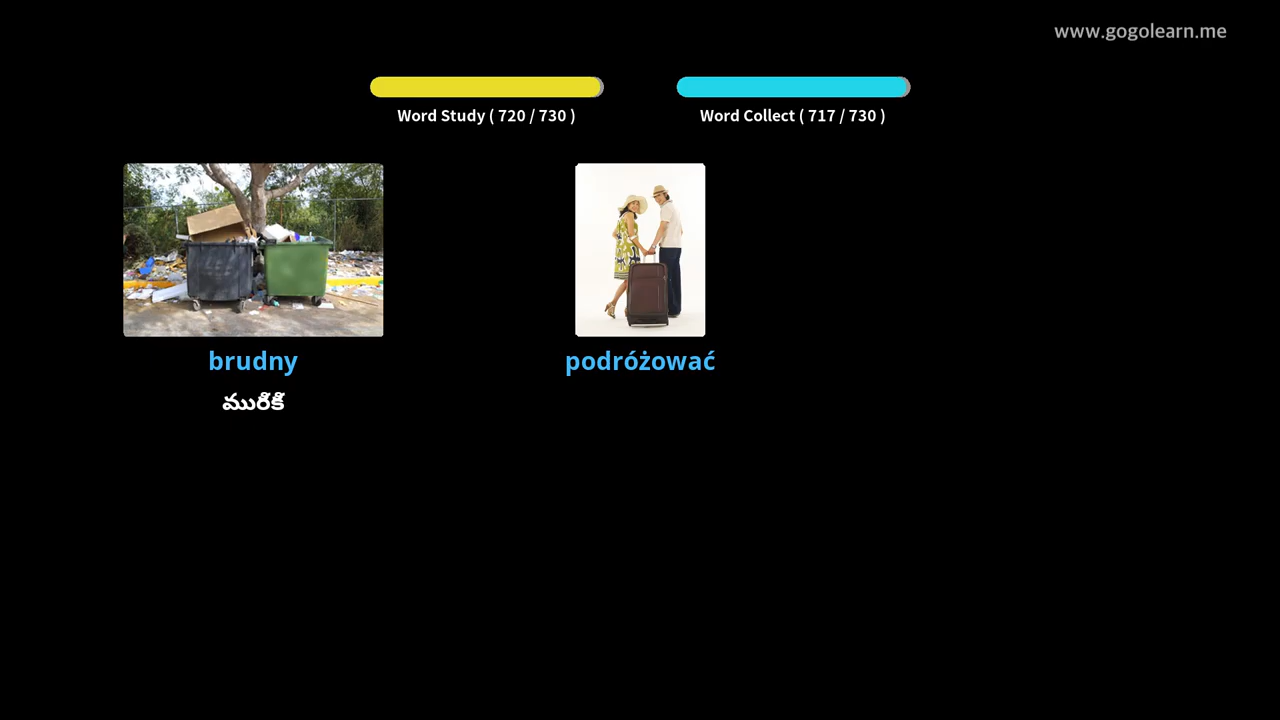 www.gogolearn.me
Word Study ( 720 / 730 )
Word Collect ( 717 / 730 )
brudny
podróżować
మురికి